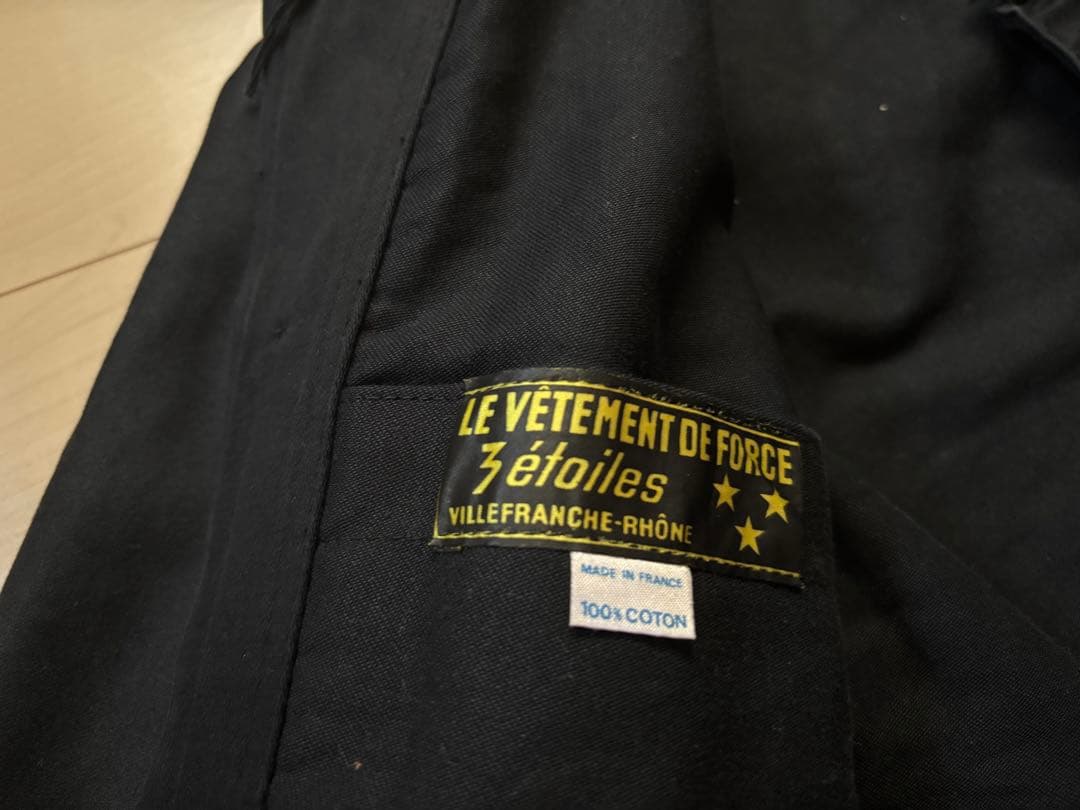 LE VÊTEMENT DE FORCE
3 étoiles
VILLEFRANCHE-RHÔNE
MADE IN FRANCE
100% COTON